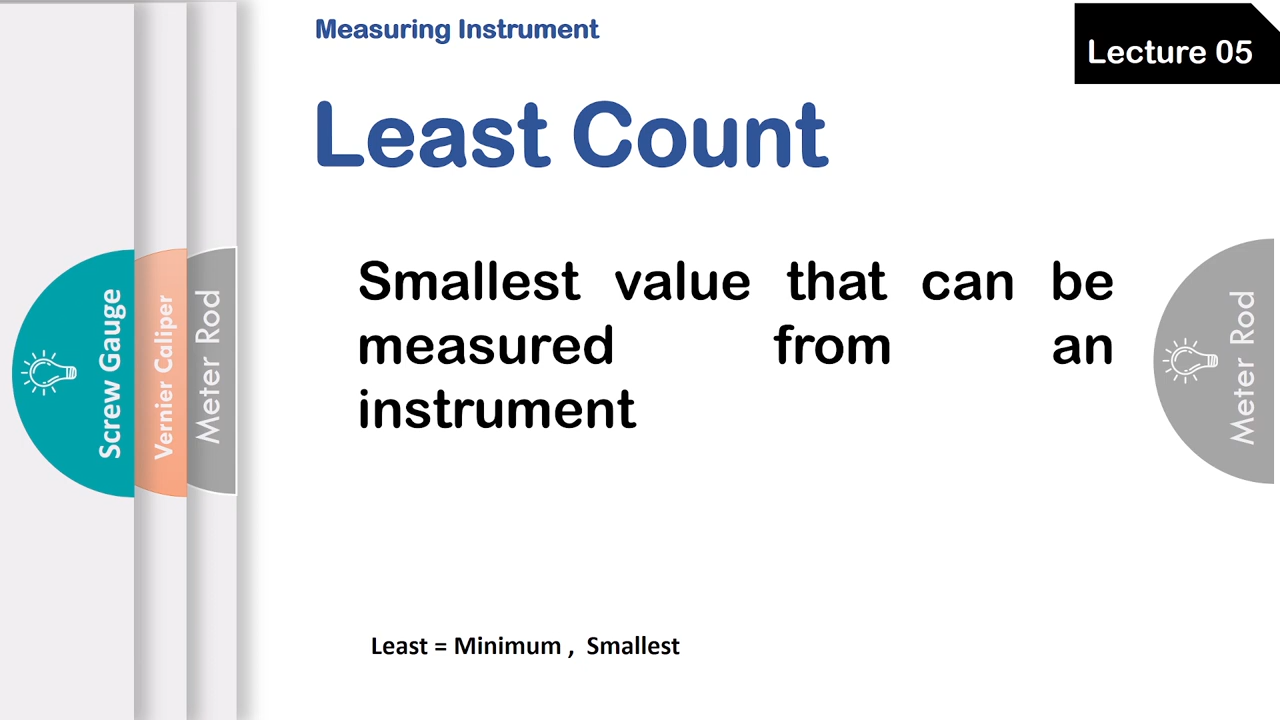 Measuring Instrument
Lecture 05
Least Count
Smallest value that can be
measured from an
instrument
Screw Gauge
Vernier Caliper
Meter Rod
Meter Rod
Least = Minimum , Smallest